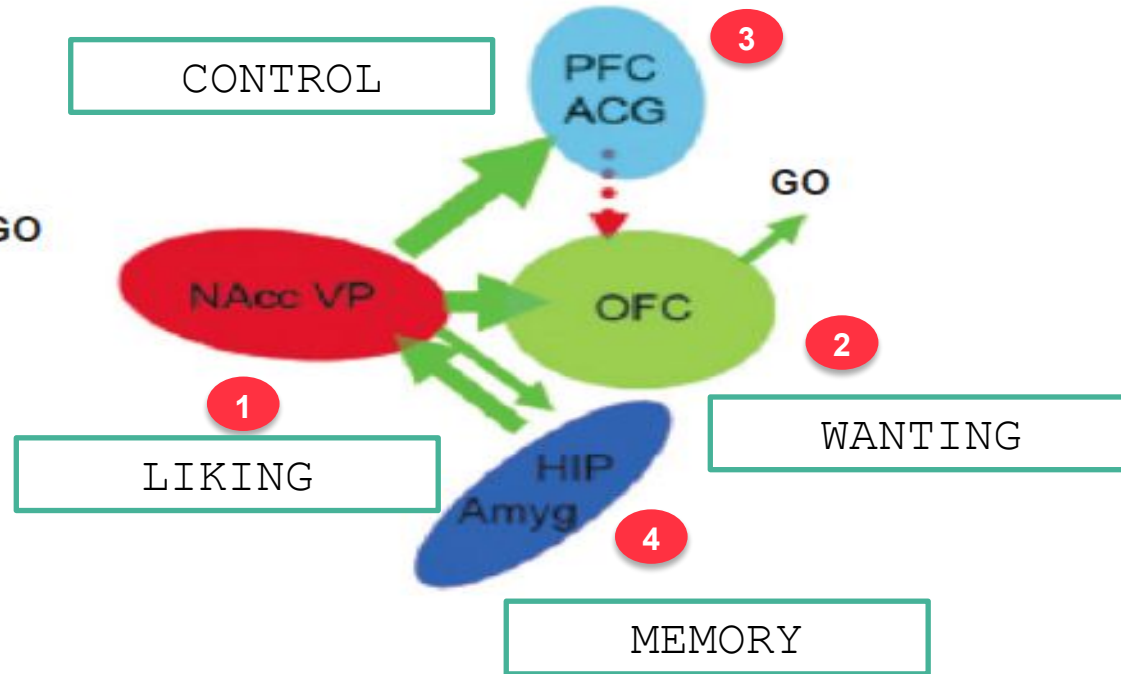 CONTROL
3
PFC
ACG
GO
GO
NAcc VP
OFC
2
1
WANTING
LIKING
HIP
Amyg
4
MEMORY